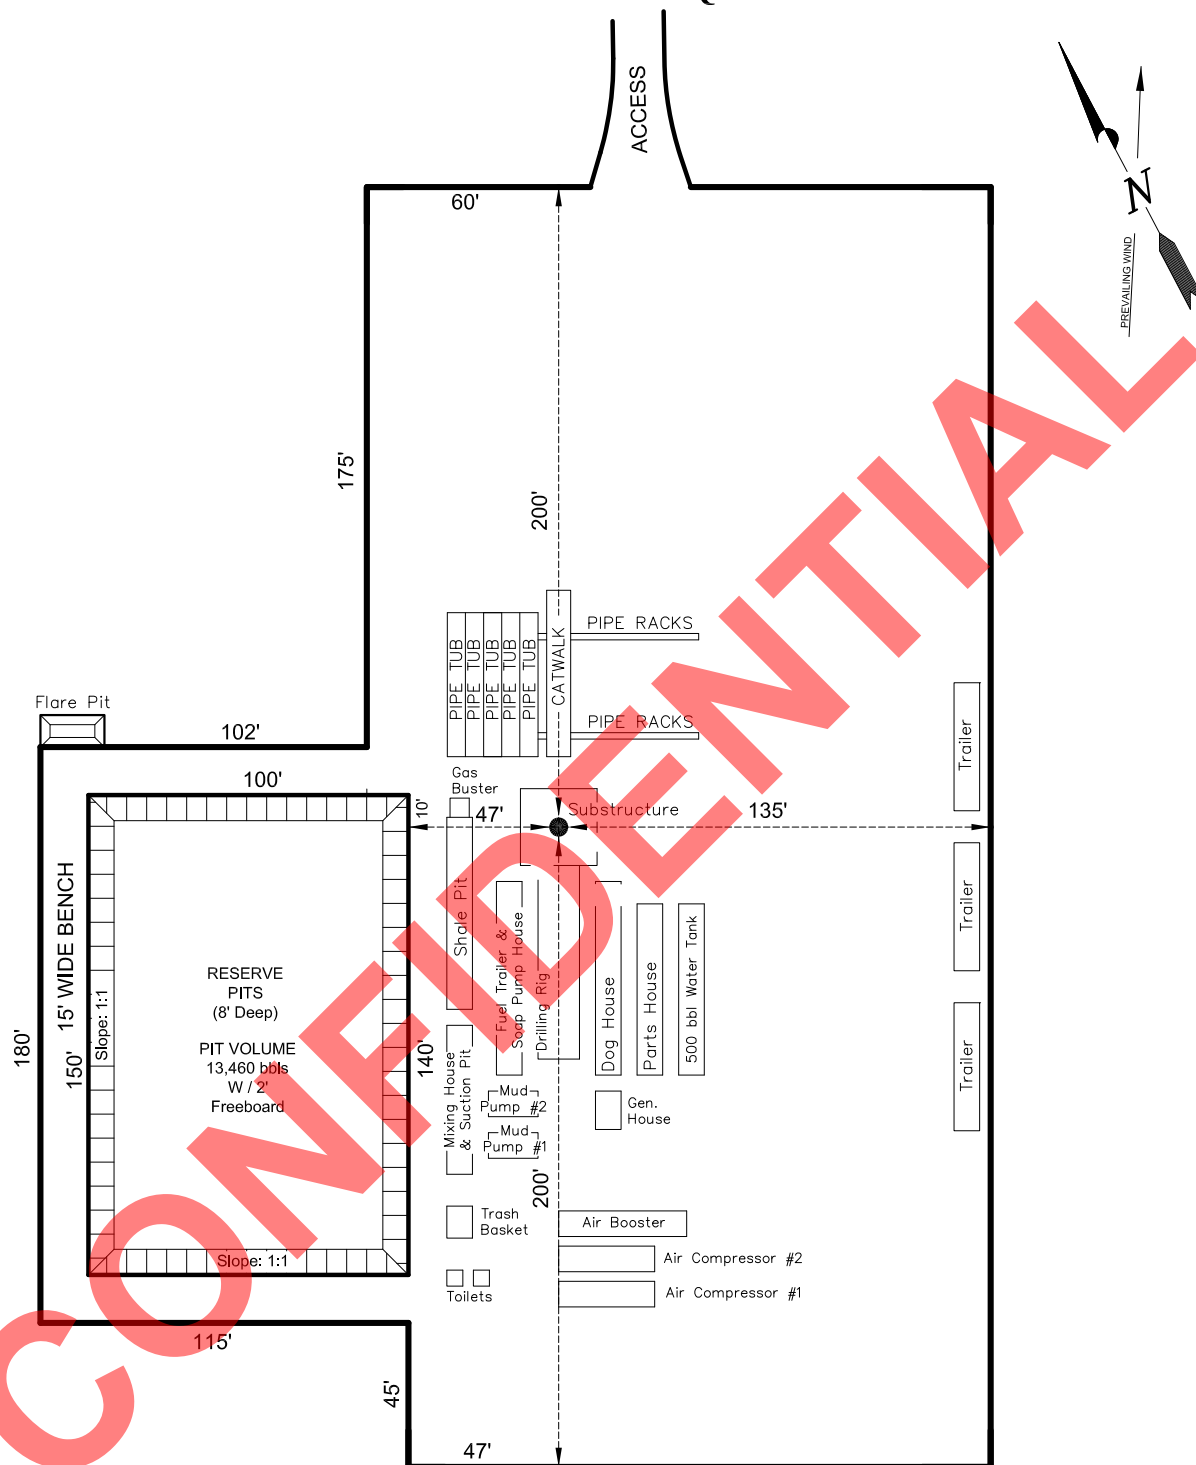 ACCESS
60'
N
PREVAILING WIND
175'
200'
PIPE TUB
PIPE TUB
PIPE TUB
PIPE TUB
PIPE TUB
CATWALK
PIPE RACKS
PIPE RACKS
Flare Pit
102'
100'
Gas
Buster
10'
47'
Substructure
135'
Trailer
Trailer
Trailer
180'
15' WIDE BENCH
150'
Slope: 1:1
RESERVE
PITS
(8' Deep)
PIT VOLUME
13,460 bbls
W / 2'
Freeboard
140'
Slope: 1:1
Shale Pit
Mixing House
& Suction Pit
Fuel Trailer &
Soap Pump House
Drilling Rig
Dog House
Parts House
500 bbl Water Tank
Mud
Pump #2
Mud
Pump #1
Gen.
House
200'
Trash
Basket
Toilets
Air Booster
Air Compressor #2
Air Compressor #1
115'
45'
47'
CONFIDENTIAL